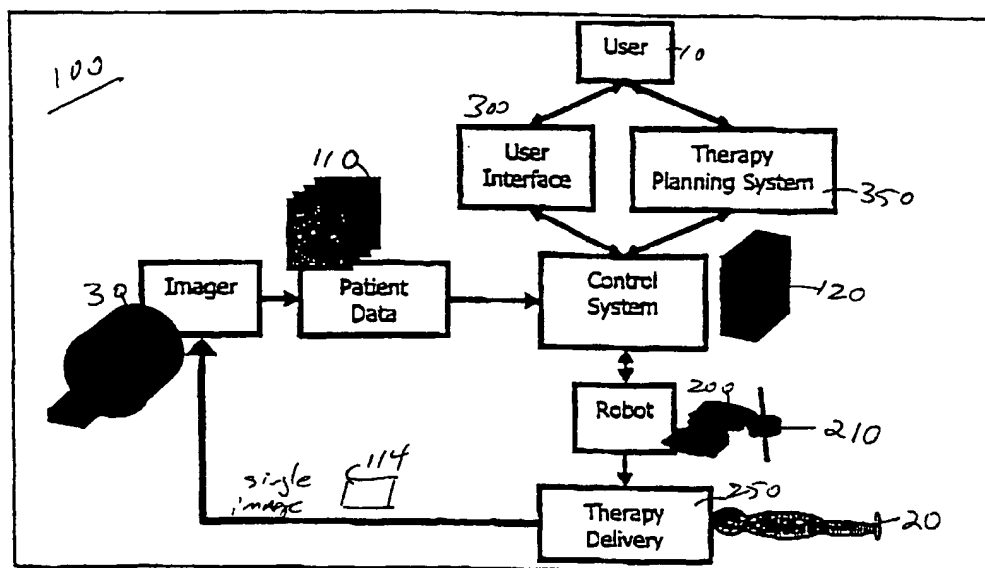 100
User
10
300
User
Interface
Therapy
Planning System
350
110
30
Imager
Patient
Data
Control
System
120
Robot
200
210
single
image
114
250
Therapy
Delivery
20